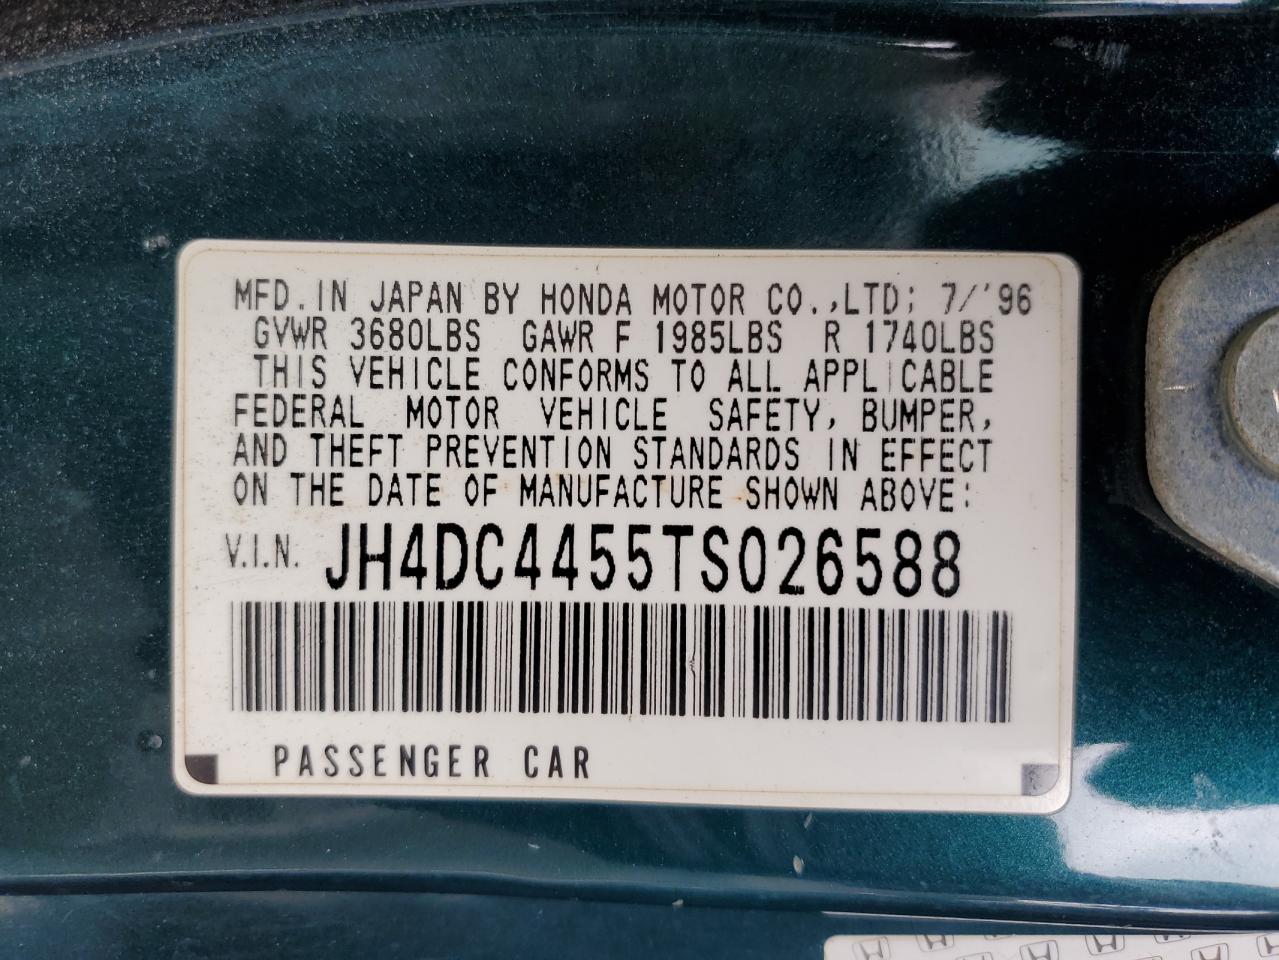 MFD. IN JAPAN BY HONDA MOTOR CO.,LTD; 7/'96
GVWR 3680LBS GAWR F 1985LBS R 1740LBS
THIS VEHICLE CONFORMS TO ALL APPLICABLE
FEDERAL MOTOR VEHICLE SAFETY, BUMPER,
AND THEFT PREVENTION STANDARDS IN EFFECT
ON THE DATE OF MANUFACTURE SHOWN ABOVE:
V.I.N. JH4DC4455TS026588
PASSENGER CAR